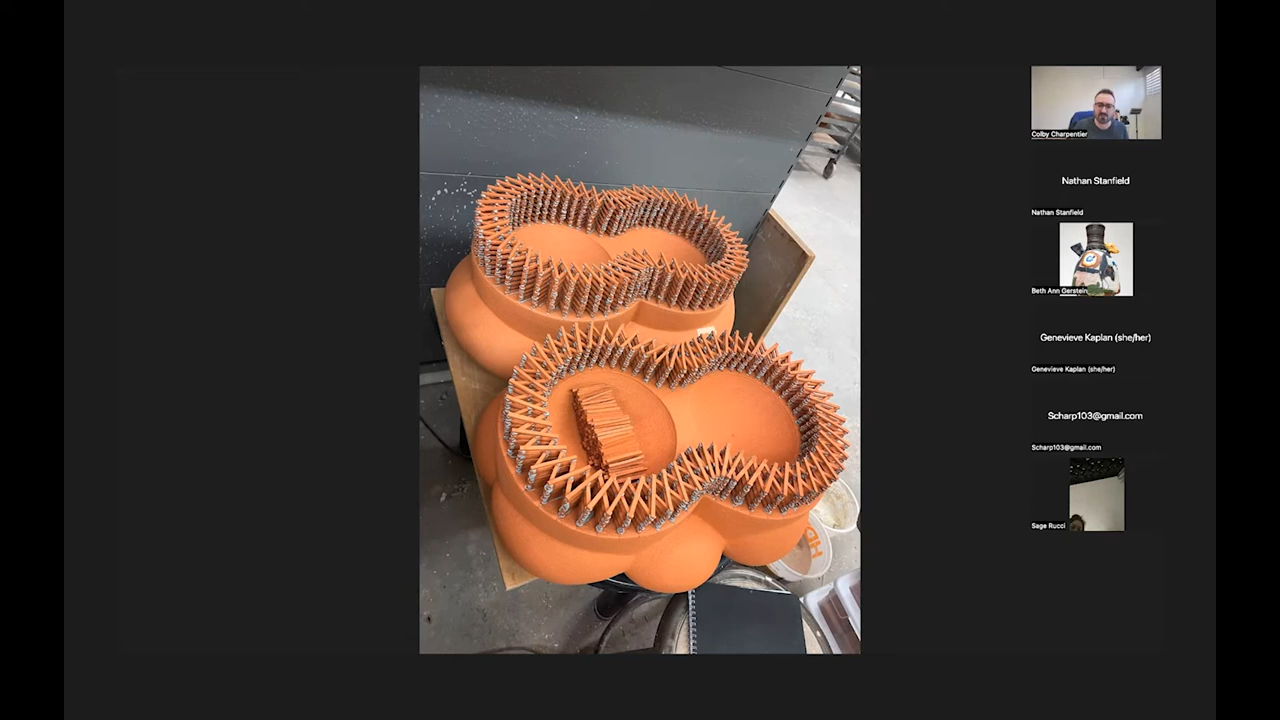 Colby Charpentier
Nathan Stanfield
Nathan Stanfield
Beth Ann Gerstein
Genevieve Kaplan (she/her)
Genevieve Kaplan (she/her)
Scharp103@gmail.com
Scharp103@gmail.com
Sage Rucci